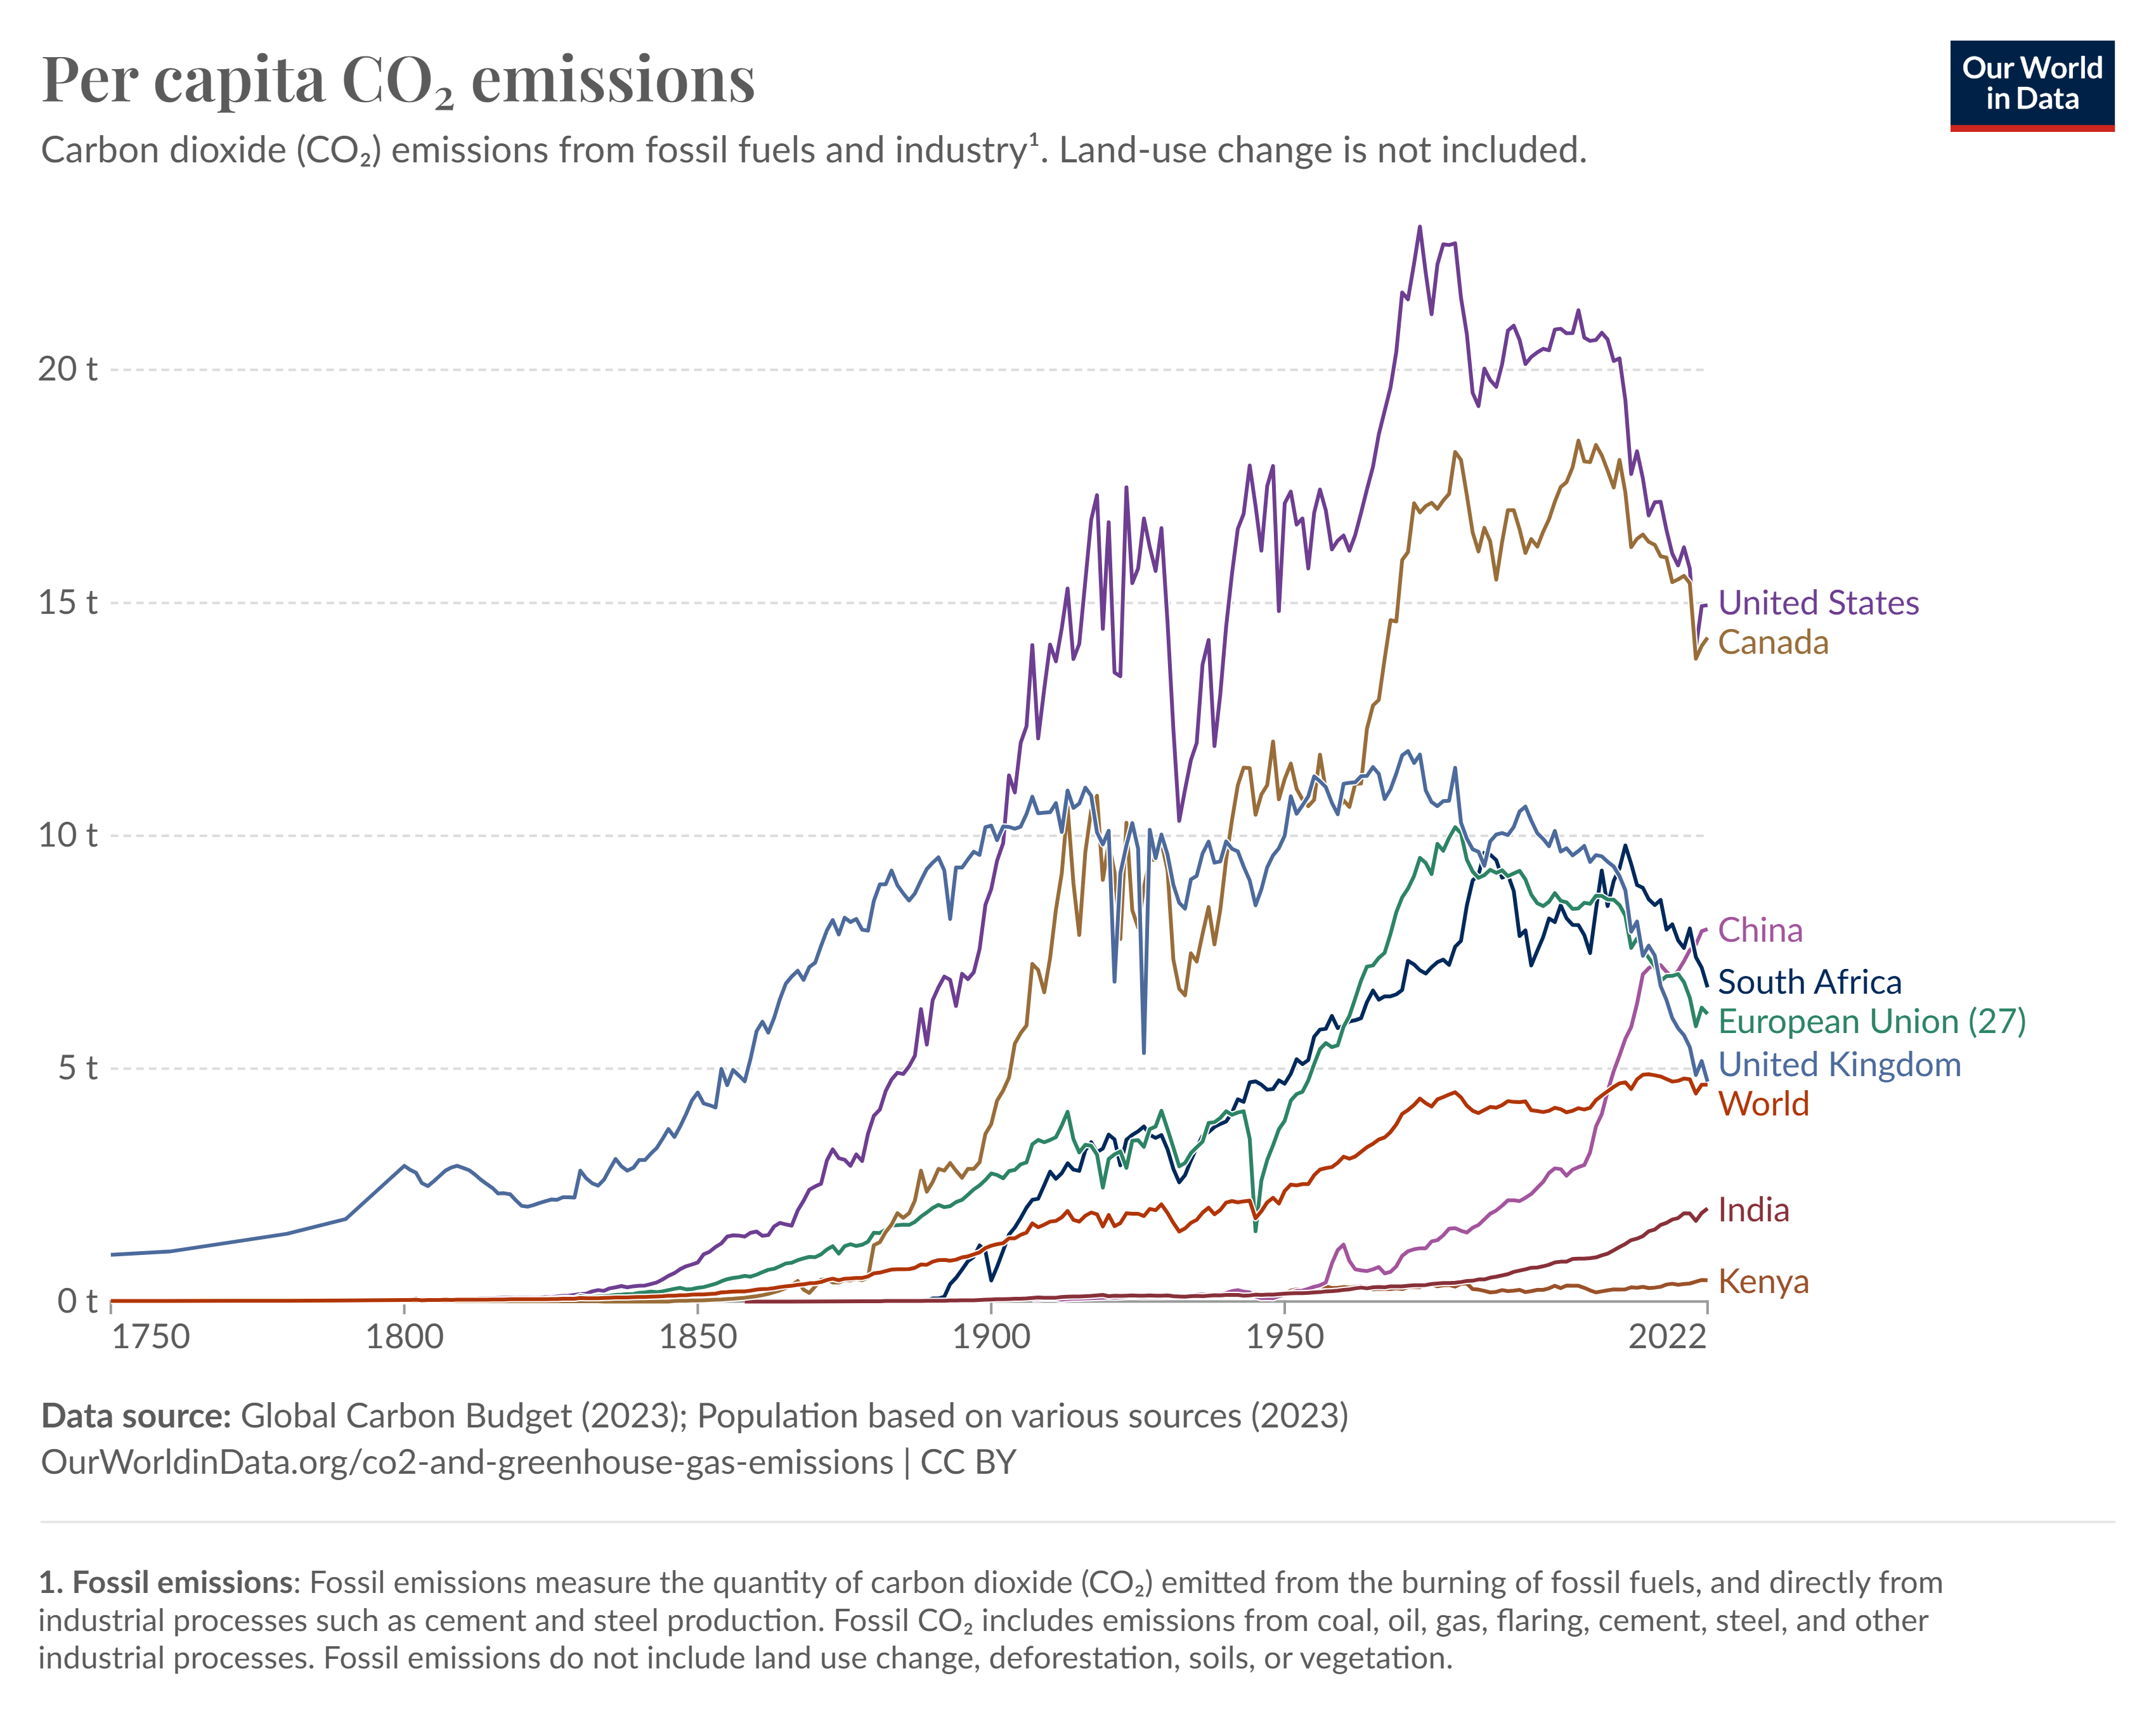 Per capita CO₂ emissions
Our World
in Data
Carbon dioxide (CO₂) emissions from fossil fuels and industry¹. Land-use change is not included.
20 t
15 t
10 t
5 t
0 t
United States
Canada
China
South Africa
European Union (27)
United Kingdom
World
India
Kenya
1750
1800
1850
1900
1950
2022
Data source: Global Carbon Budget (2023); Population based on various sources (2023)
OurWorldinData.org/co2-and-greenhouse-gas-emissions | CC BY
1. Fossil emissions: Fossil emissions measure the quantity of carbon dioxide (CO₂) emitted from the burning of fossil fuels, and directly from
industrial processes such as cement and steel production. Fossil CO₂ includes emissions from coal, oil, gas, flaring, cement, steel, and other
industrial processes. Fossil emissions do not include land use change, deforestation, soils, or vegetation.